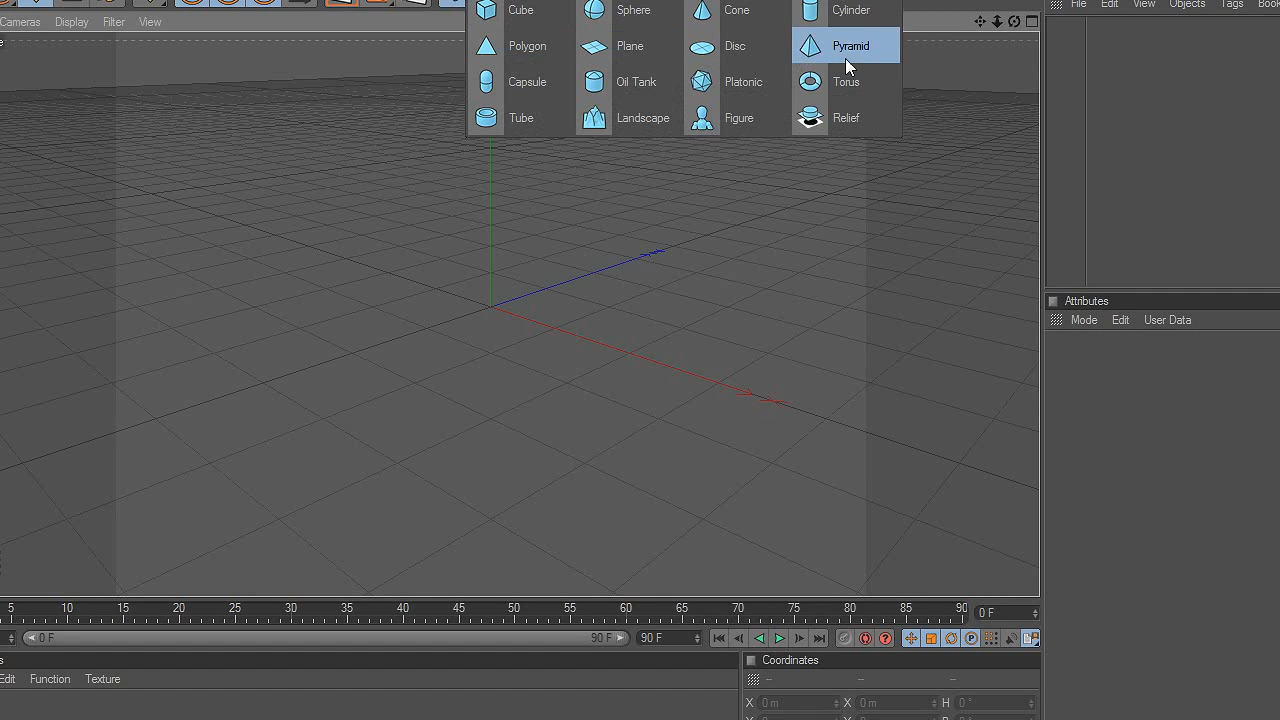 Cube Sphere Cone Cylinder
File Edit View Objects Tags Book
Cameras Display Filter View
Polygon Plane Disc Pyramid
Capsule Oil Tank Platonic Torus
Tube Landscape Figure Relief
Attributes
Mode Edit User Data
5 10 15 20 25 30 35 40 45 50 55 60 65 70 75 80 85 90 0 F
0 F 90 F 90 F
Coordinates
Edit Function Texture -- -- --
X 0 m X 0 m H 0 °